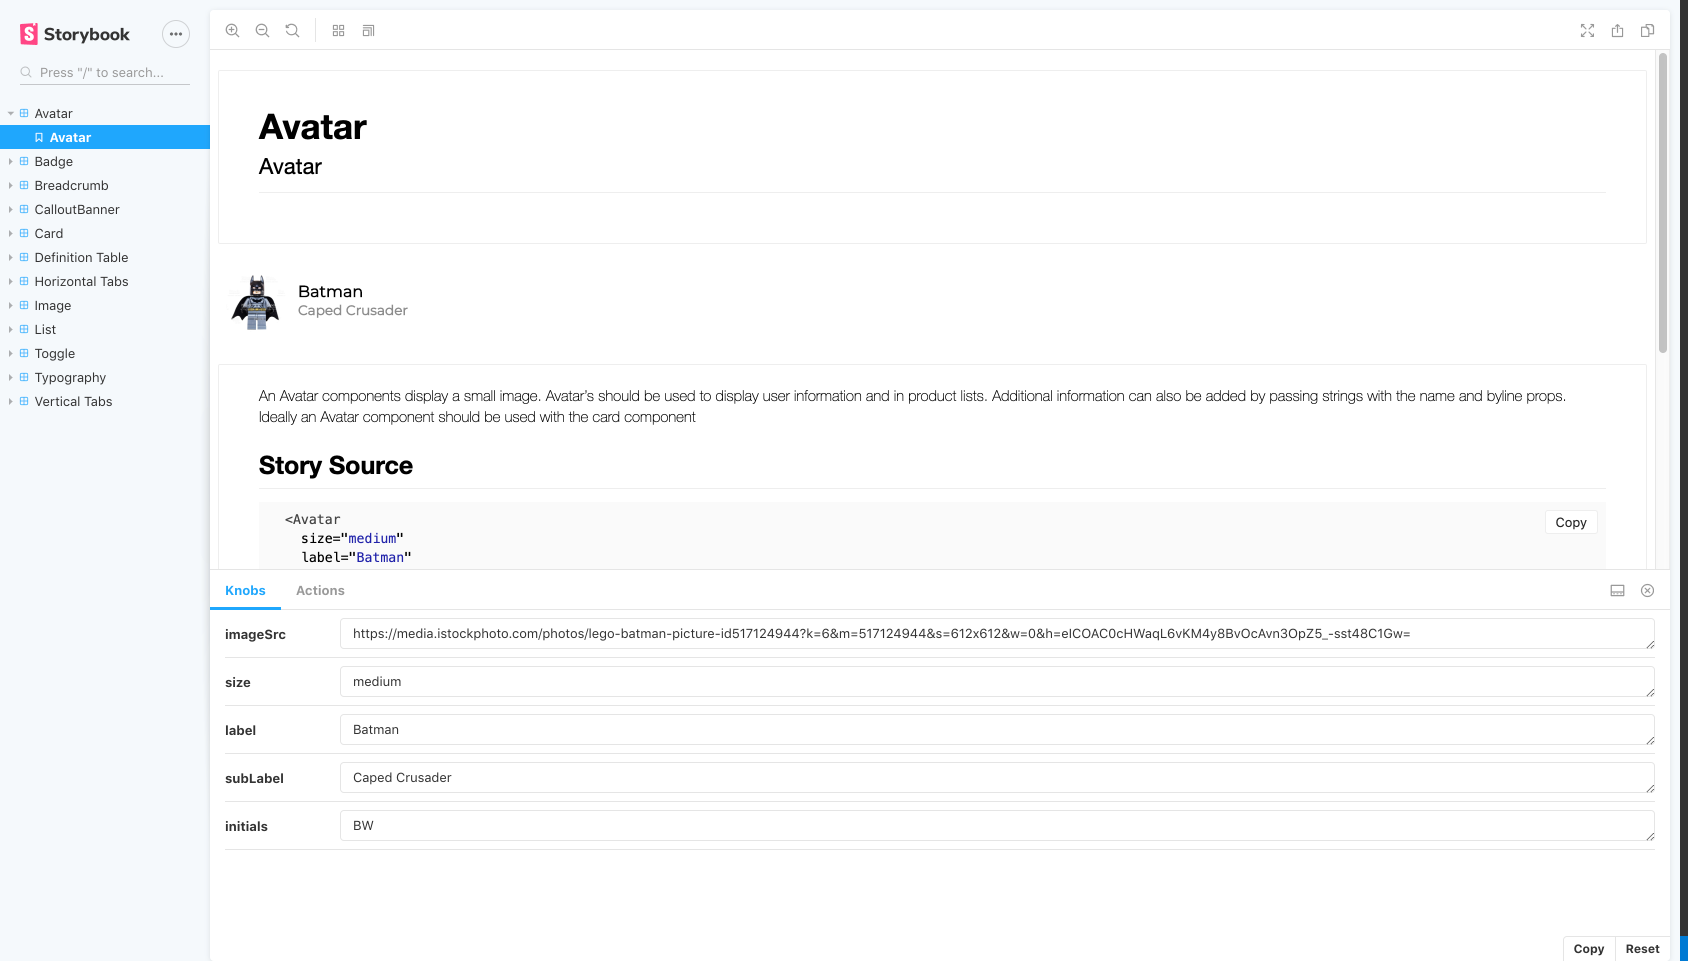 Storybook
Press "/" to search...
Avatar
Avatar
Badge
Breadcrumb
CalloutBanner
Card
Definition Table
Horizontal Tabs
Image
List
Toggle
Typography
Vertical Tabs
Avatar
Avatar
Batman
Caped Crusader
An Avatar components display a small image. Avatar's should be used to display user information and in product lists. Additional information can also be added by passing strings with the name and byline props.
Ideally an Avatar component should be used with the card component
Story Source
<Avatar
size="medium"
label="Batman"
Copy
Knobs Actions
imageSrc https://media.istockphoto.com/photos/lego-batman-picture-id517124944?k=6&m=517124944&s=612x612&w=0&h=elCOAC0cHWaqL6vKM4y8BvOcAvn3OpZ5_-sst48C1Gw=
size medium
label Batman
subLabel Caped Crusader
initials BW
Copy Reset